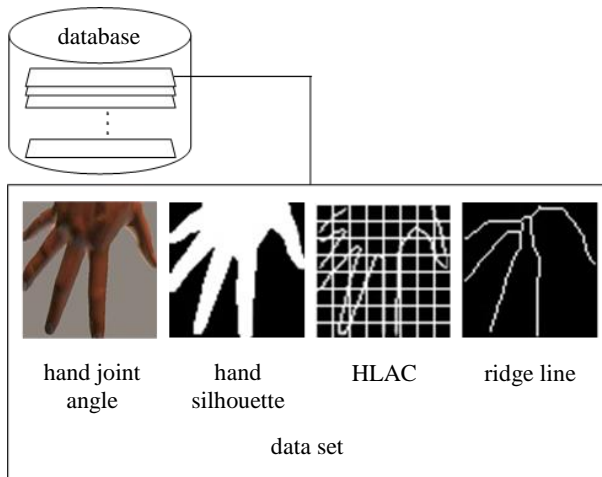 database
hand joint
angle
hand
silhouette
HLAC
ridge line
data set